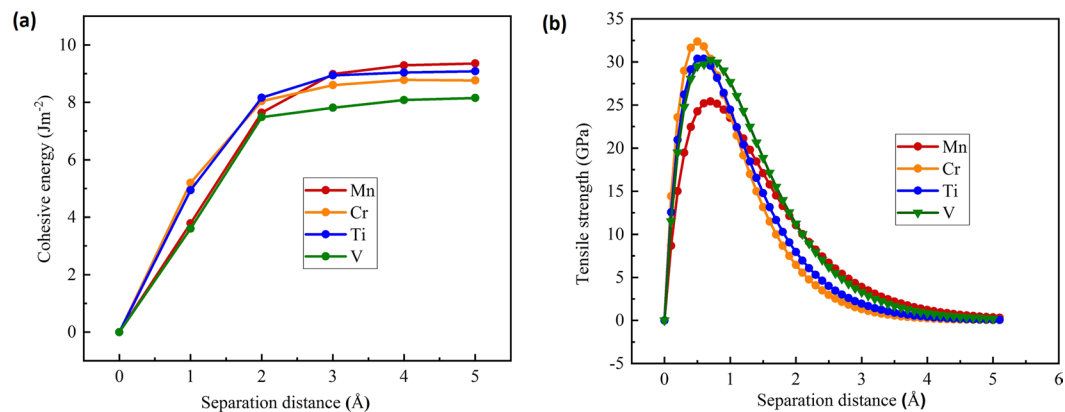 (a)
10
8
6
4
2
0
Cohesive energy (Jm⁻²)
Mn
Cr
Ti
V
0 1 2 3 4 5
Separation distance (Å)
(b)
35
30
25
20
15
10
5
0
-5
Tensile strength (GPa)
Mn
Cr
Ti
V
0 1 2 3 4 5 6
Separation distance (Å)